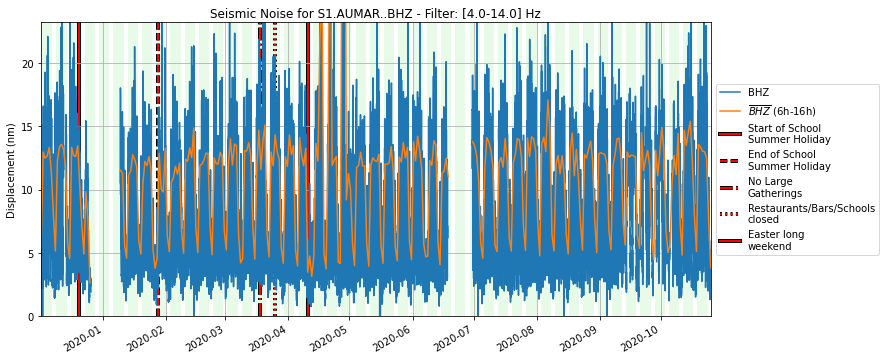 Seismic Noise for S1.AUMAR..BHZ - Filter: [4.0-14.0] Hz
Displacement (nm)
20
15
10
5
0
2020-01
2020-02
2020-03
2020-04
2020-05
2020-06
2020-07
2020-08
2020-09
2020-10
BHZ
BHZ (6h-16h)
Start of School
Summer Holiday
End of School
Summer Holiday
No Large
Gatherings
Restaurants/Bars/Schools
closed
Easter long
weekend